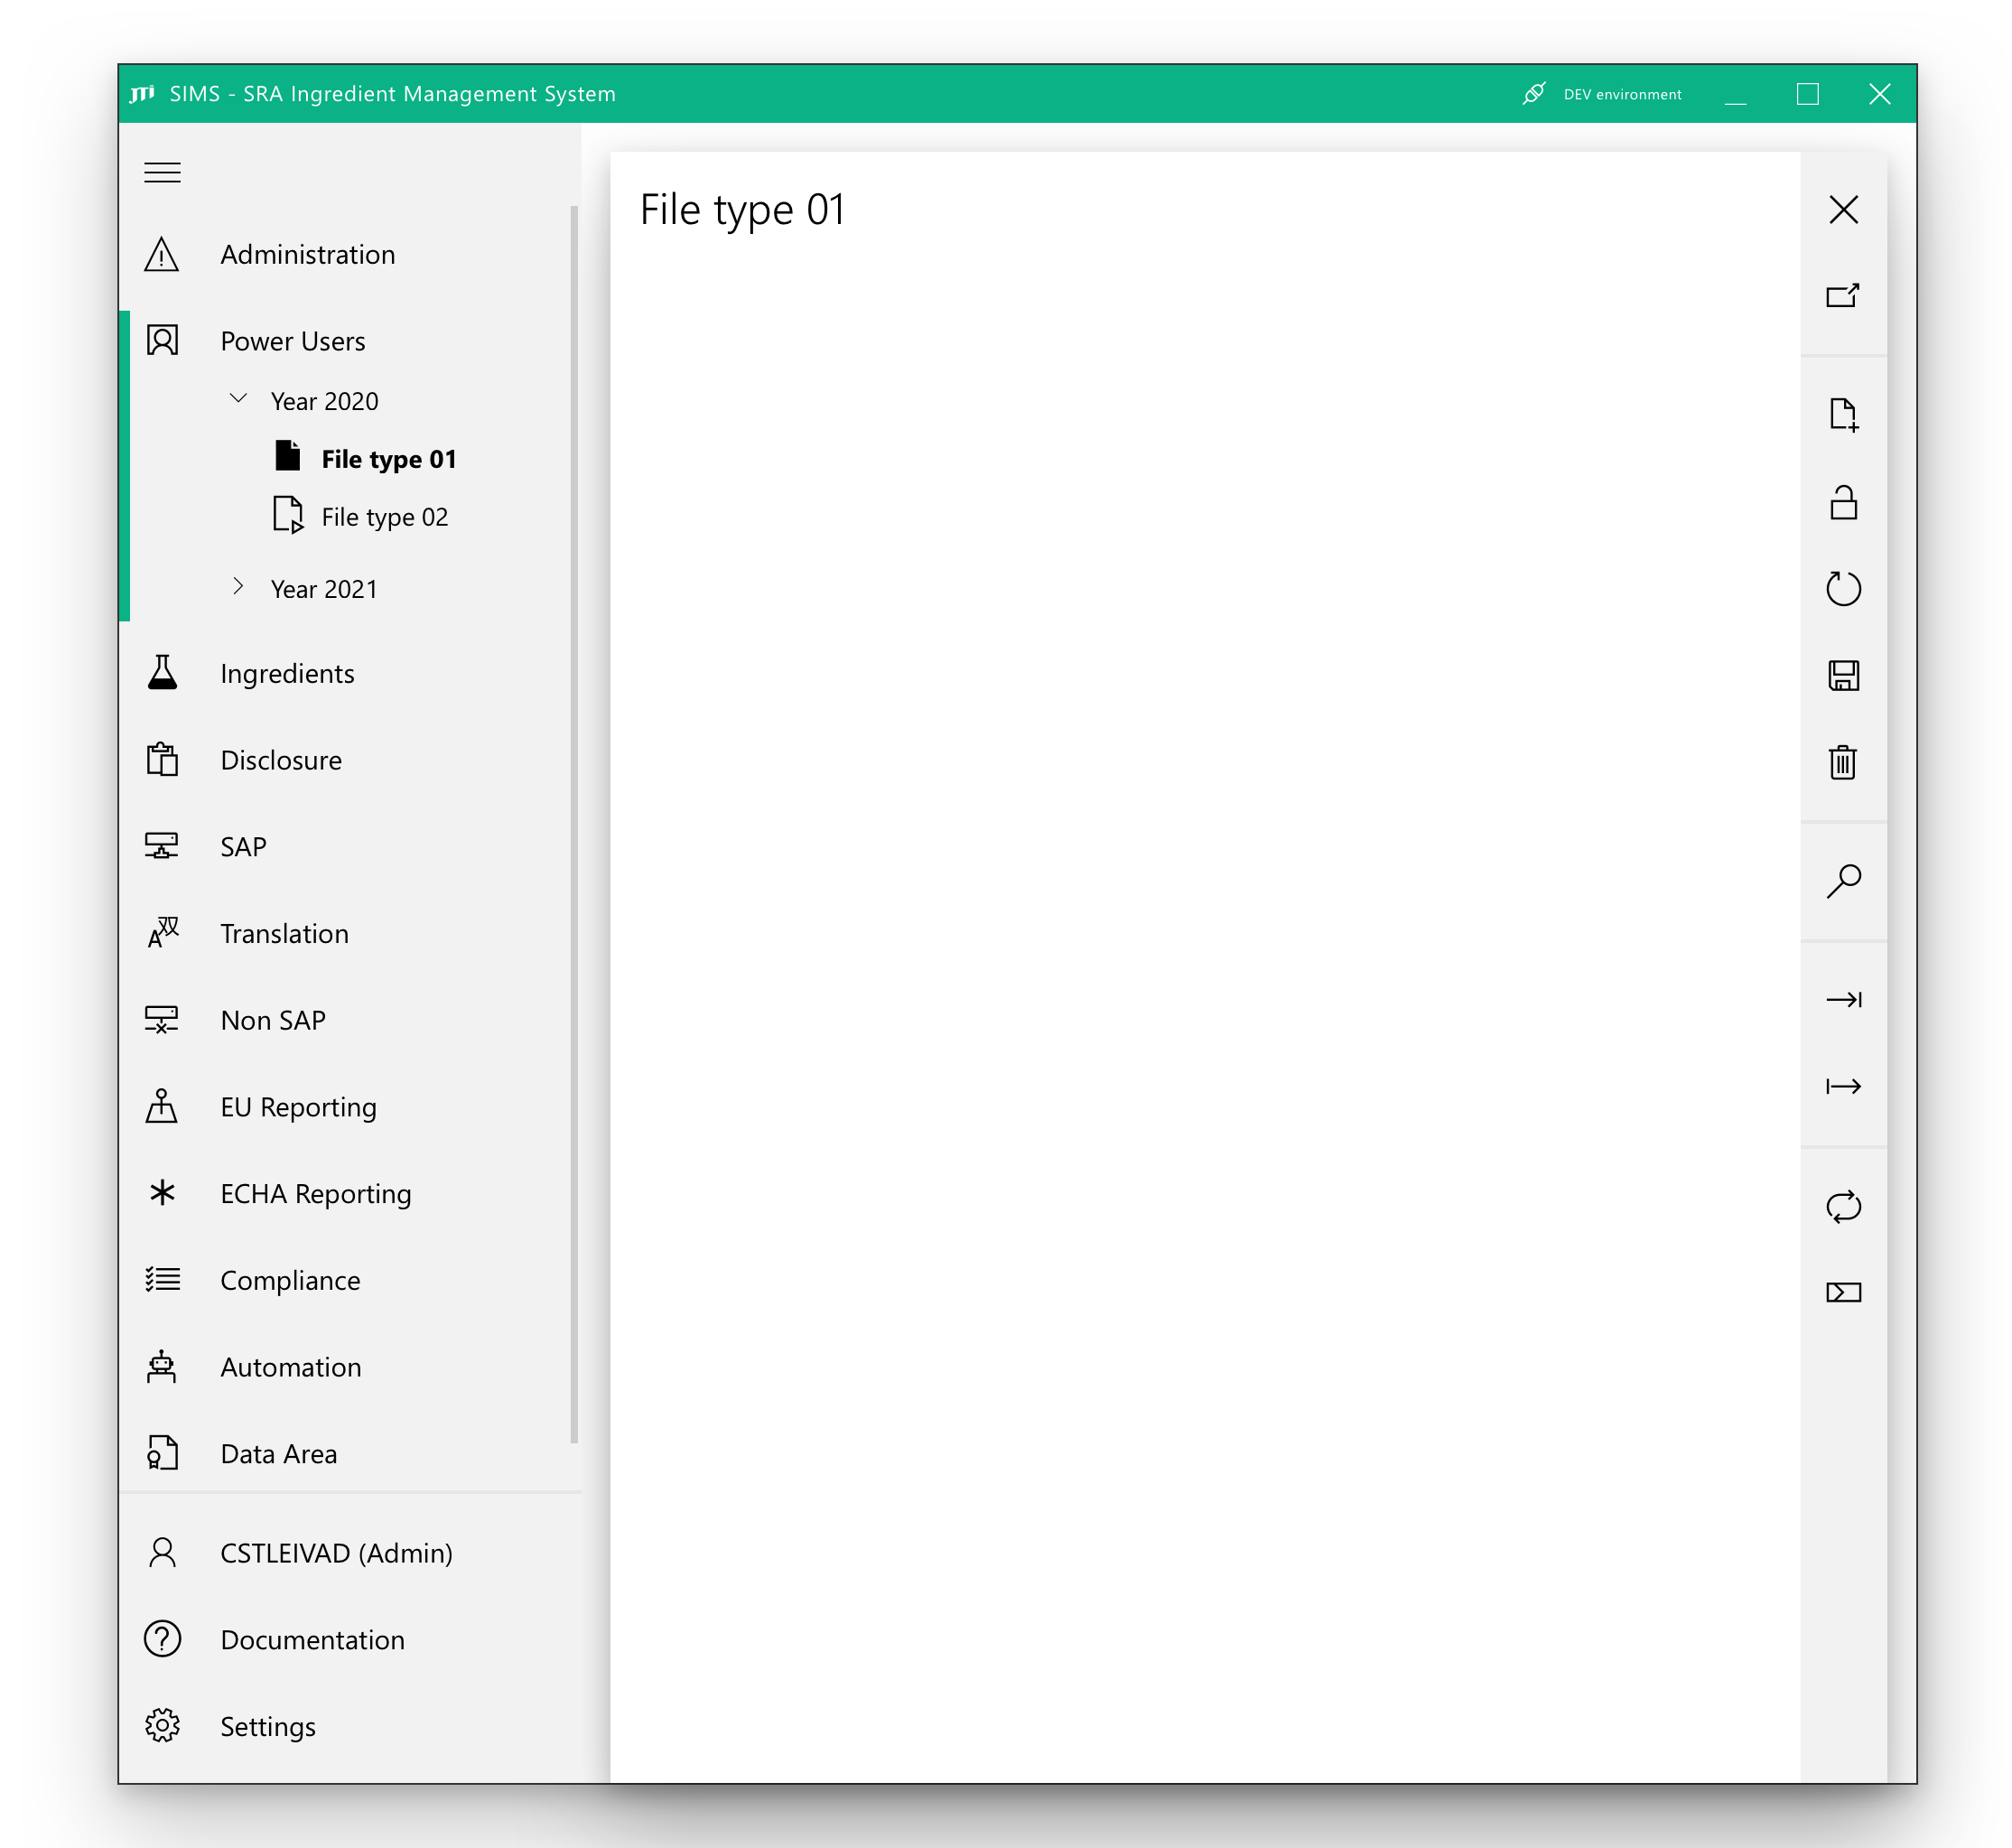 JTi SIMS - SRA Ingredient Management System
DEV environment
Administration
Power Users
Year 2020
File type 01
File type 02
Year 2021
Ingredients
Disclosure
SAP
Translation
Non SAP
EU Reporting
ECHA Reporting
Compliance
Automation
Data Area
CSTLEIVAD (Admin)
Documentation
Settings
File type 01